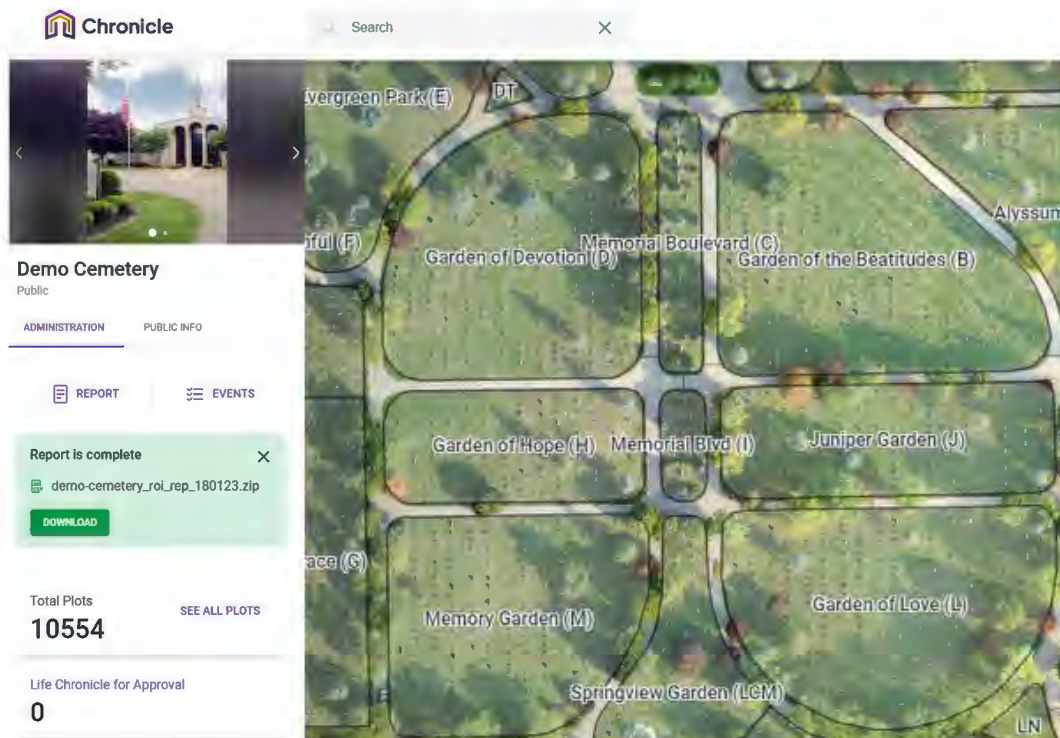 Chronicle
Search
Demo Cemetery
Public
ADMINISTRATION
PUBLIC INFO
REPORT
EVENTS
Report is complete
demo-cemetery_roi_rep_180123.zip
DOWNLOAD
Total Plots
SEE ALL PLOTS
10554
Life Chronicle for Approval
0
vergreen Park (E)
DT
ful (F)
Garden of Devotion (D)
Memorial Boulevard (C)
Garden of the Beatitudes (B)
Alyssum
Garden of Hope (H)
Memorial Blvd (I)
Juniper Garden (J)
ace (G)
Memory Garden (M)
Garden of Love (L)
Springview Garden (LCM)
LN